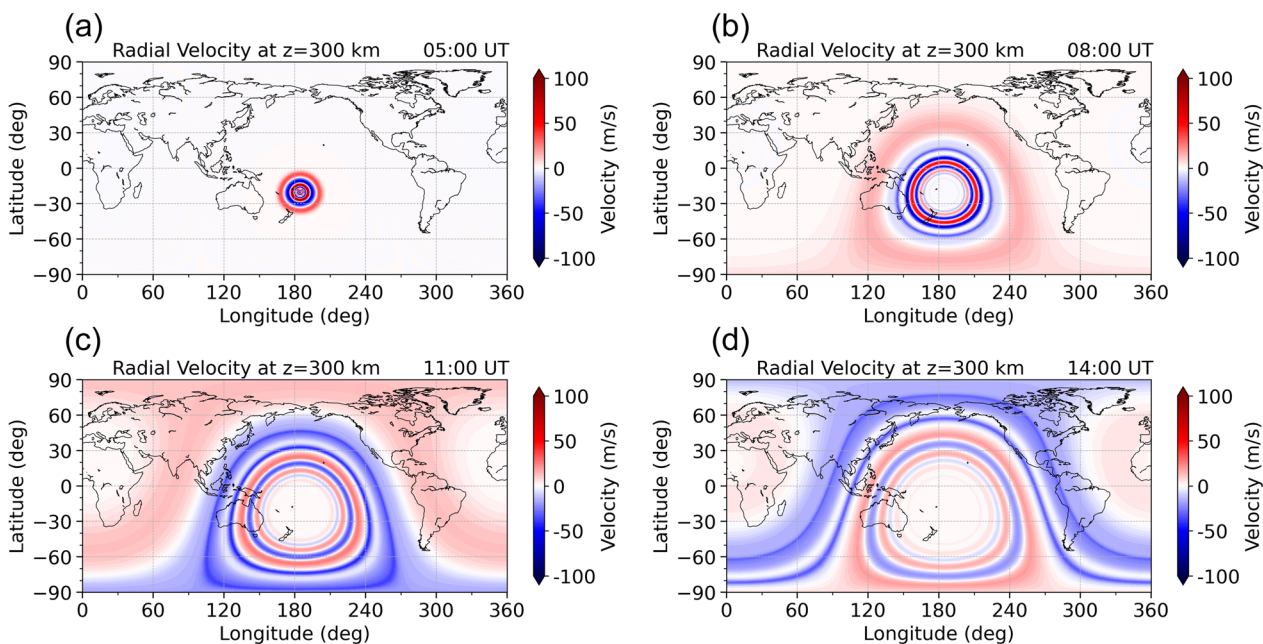 (a)
Radial Velocity at z=300 km 05:00 UT
90
60
30
0
−30
−60
−90
Latitude (deg)
0 60 120 180 240 300 360
Longitude (deg)
100
50
0
-50
-100
Velocity (m/s)
(b)
Radial Velocity at z=300 km 08:00 UT
90
60
30
0
−30
−60
−90
Latitude (deg)
0 60 120 180 240 300 360
Longitude (deg)
100
50
0
-50
-100
Velocity (m/s)
(c)
Radial Velocity at z=300 km 11:00 UT
90
60
30
0
−30
−60
−90
Latitude (deg)
0 60 120 180 240 300 360
Longitude (deg)
100
50
0
-50
-100
Velocity (m/s)
(d)
Radial Velocity at z=300 km 14:00 UT
90
60
30
0
−30
−60
−90
Latitude (deg)
0 60 120 180 240 300 360
Longitude (deg)
100
50
0
-50
-100
Velocity (m/s)